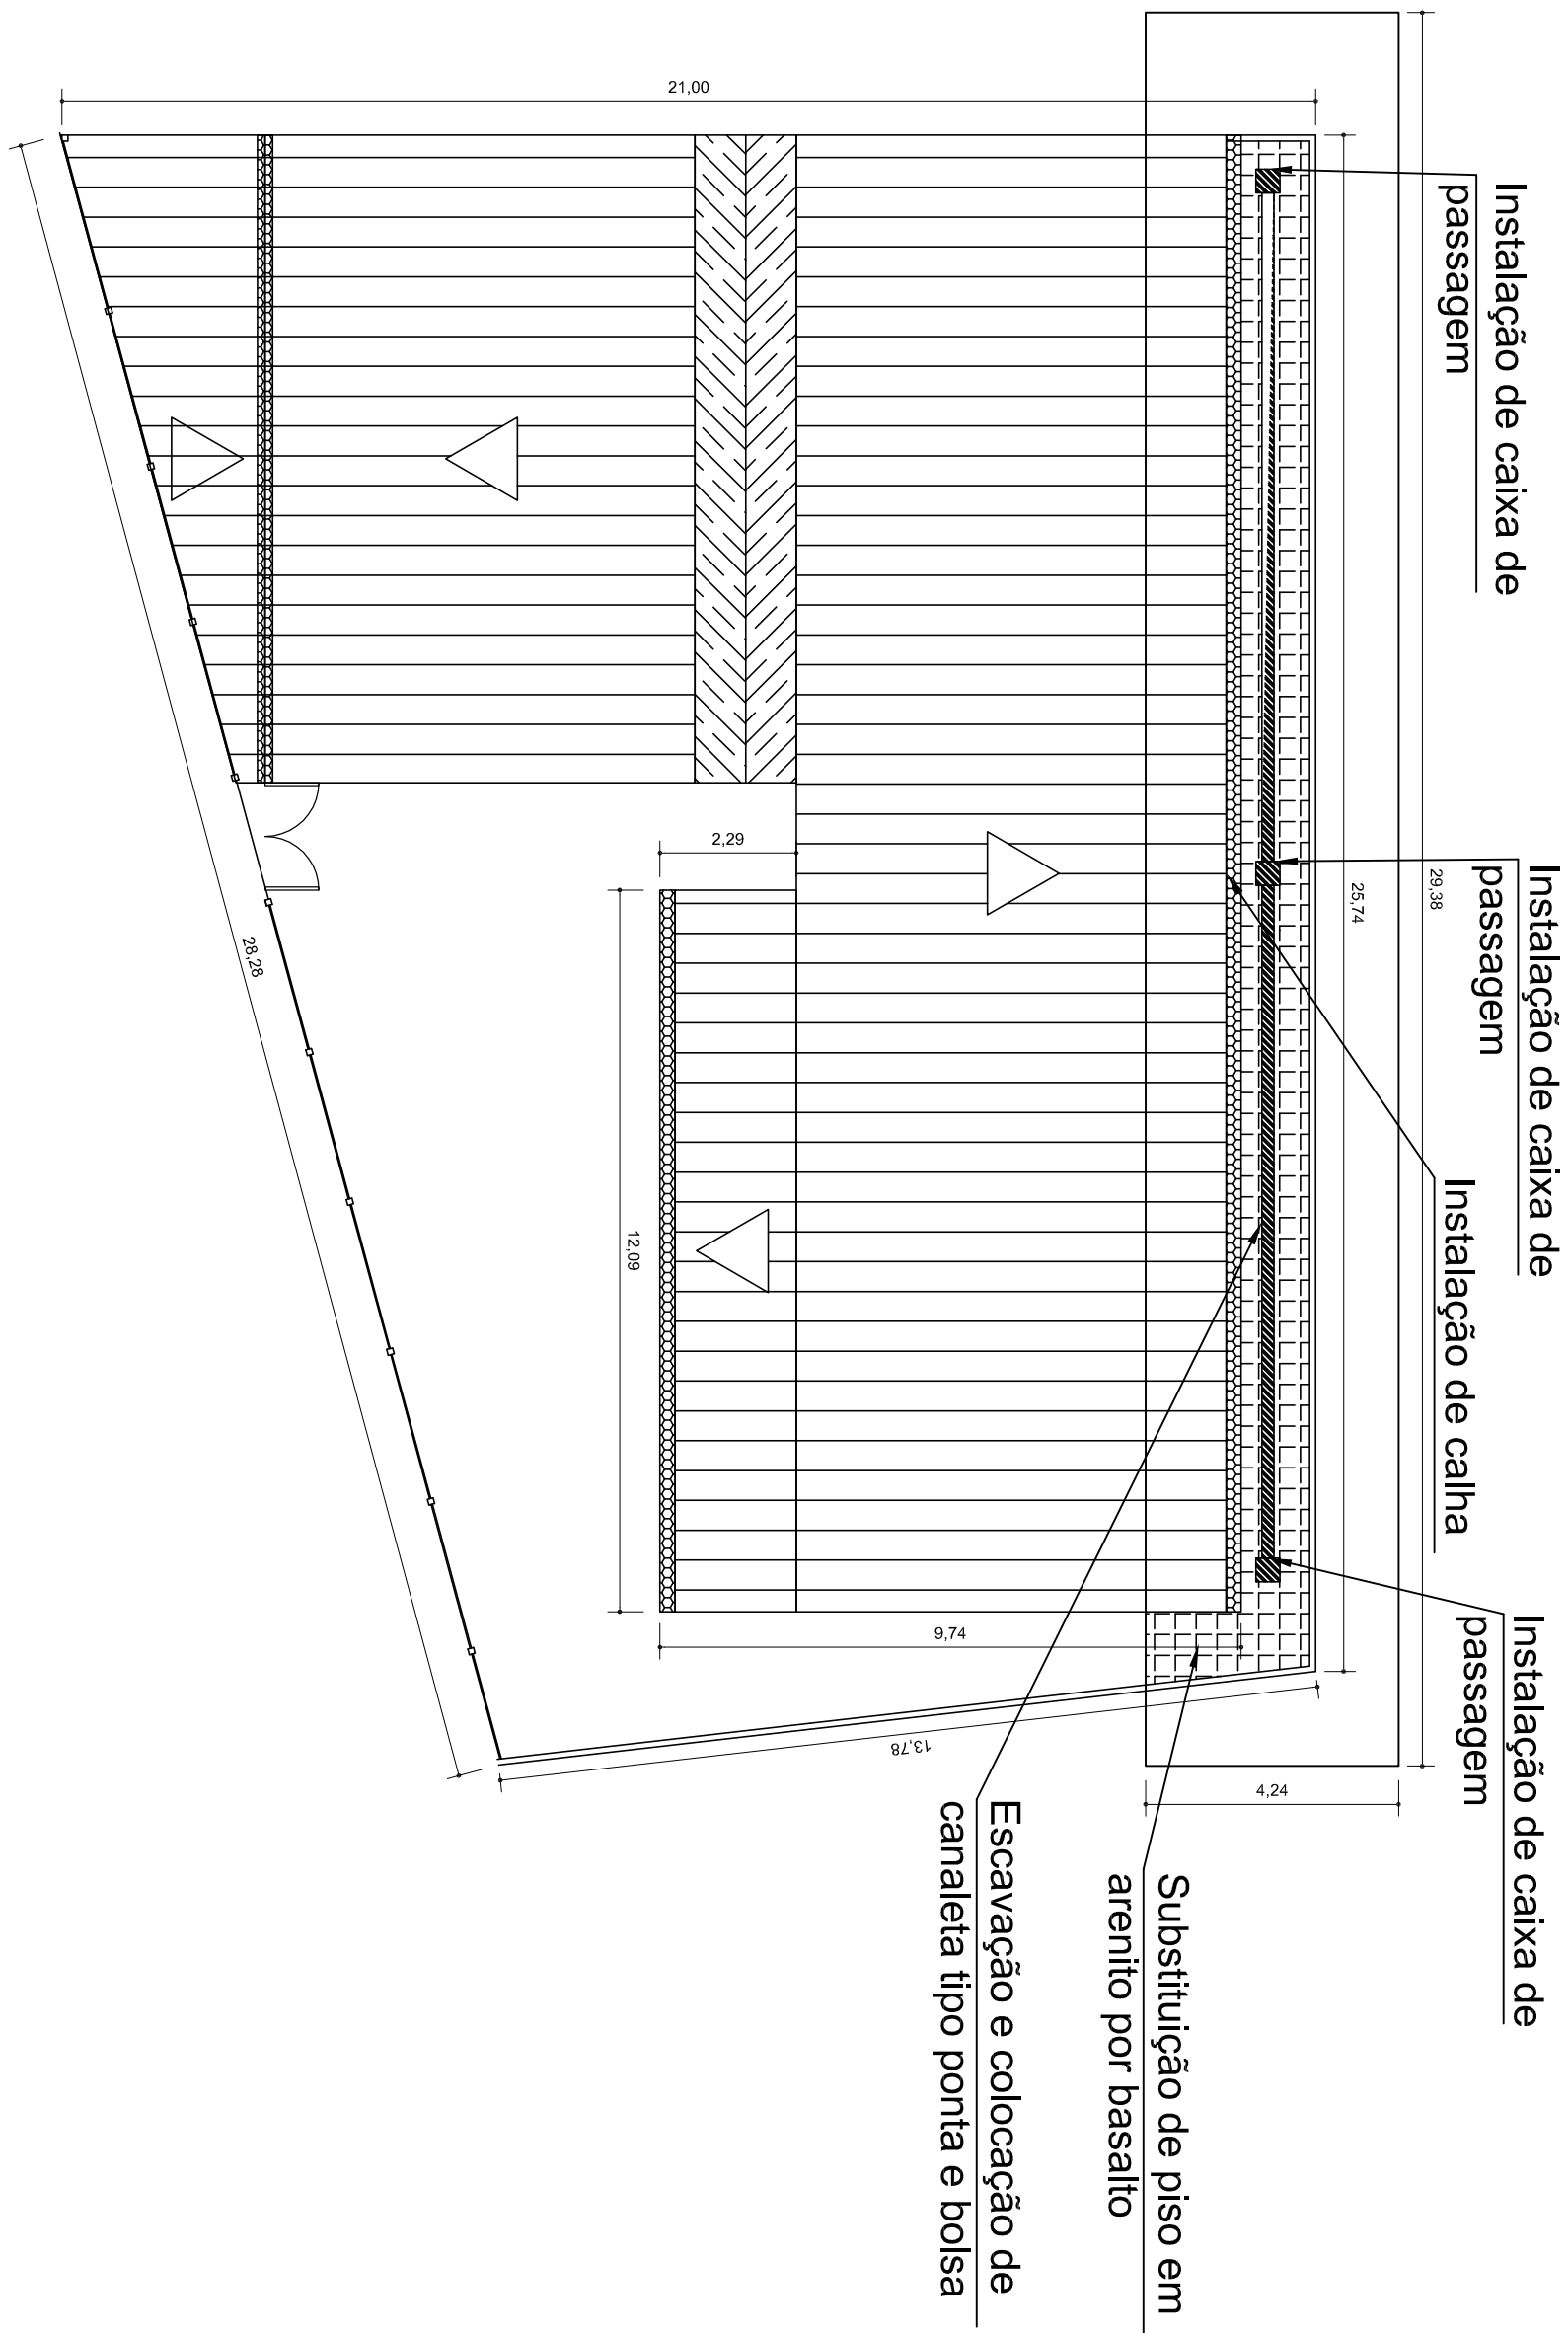 21,00
Instalação de caixa de
passagem
Instalação de caixa de
passagem
29,38
25,74
2,29
28,28
Instalação de calha
12,09
Instalação de caixa de
passagem
9,74
13,78
4,24
Substituição de piso em
arenito por basalto
Escavação e colocação de
canaleta tipo ponta e bolsa